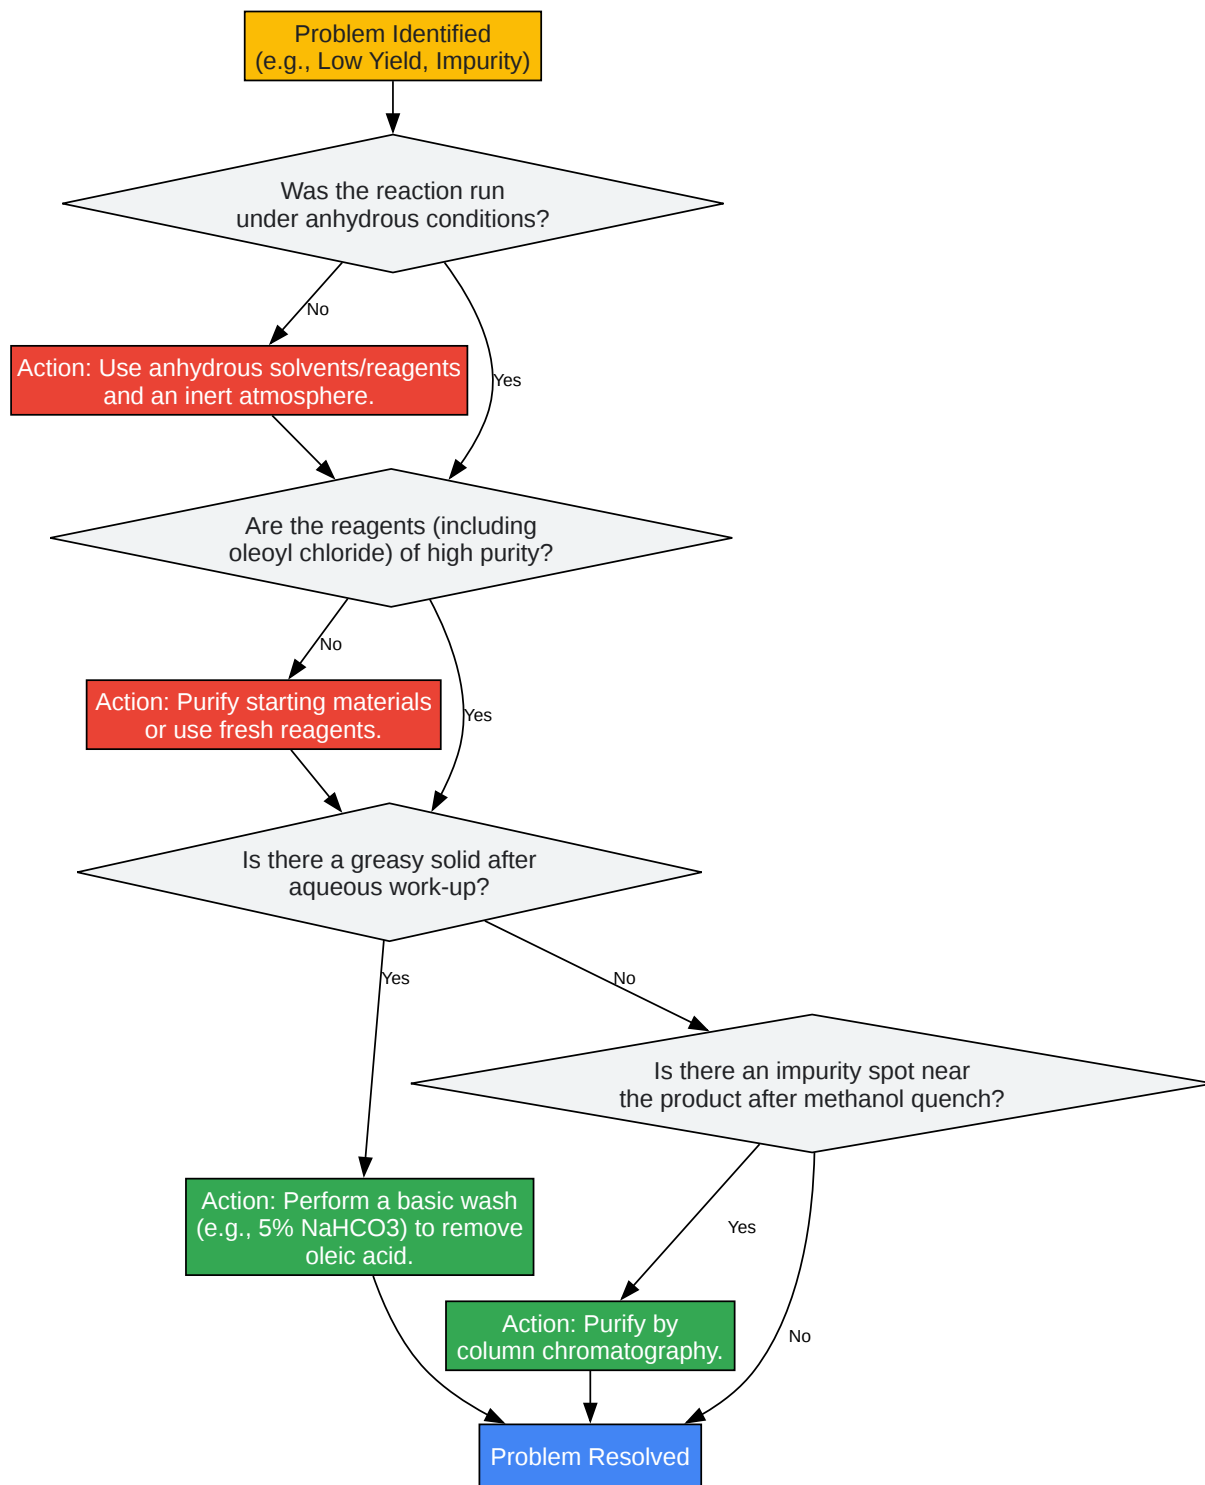 Problem Identified
(e.g., Low Yield, Impurity)
Was the reaction run
under anhydrous conditions?
No
Yes
Action: Use anhydrous solvents/reagents
and an inert atmosphere.
Are the reagents (including
oleoyl chloride) of high purity?
No
Yes
Action: Purify starting materials
or use fresh reagents.
Is there a greasy solid after
aqueous work-up?
Yes
No
Is there an impurity spot near
the product after methanol quench?
Action: Perform a basic wash
(e.g., 5% NaHCO3) to remove
oleic acid.
Yes
No
Action: Purify by
column chromatography.
Problem Resolved